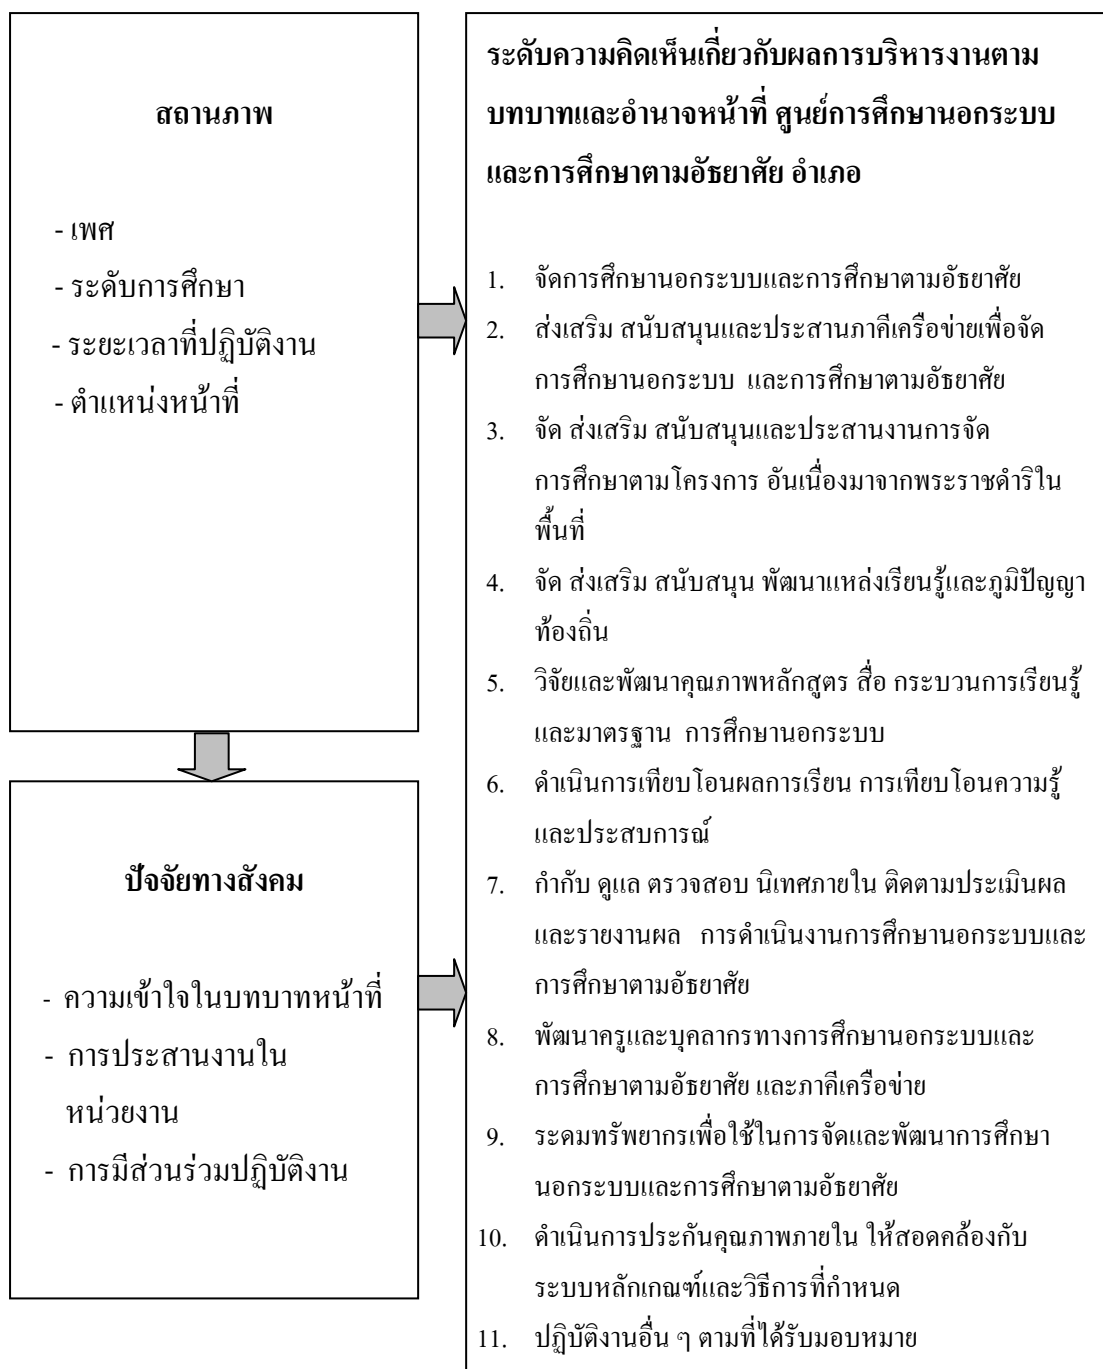 สถานภาพ
- เพศ
- ระดับการศึกษา
- ระยะเวลาที่ปฏิบัติงาน
- ตำแหน่งหน้าที่
ปัจจัยทางสังคม
- ความเข้าใจในบทบาทหน้าที่
- การประสานงานใน
หน่วยงาน
- การมีส่วนร่วมปฏิบัติงาน
ระดับความคิดเห็นเกี่ยวกับผลการบริหารงานตาม
บทบาทและอำนาจหน้าที่ ศูนย์การศึกษานอกระบบ
และการศึกษาตามอัธยาศัย อำเภอ
1. จัดการศึกษานอกระบบและการศึกษาตามอัธยาศัย
2. ส่งเสริม สนับสนุนและประสานภาคีเครือข่ายเพื่อจัด
การศึกษานอกระบบ และการศึกษาตามอัธยาศัย
3. จัด ส่งเสริม สนับสนุนและประสานงานการจัด
การศึกษาตามโครงการ อันเนื่องมาจากพระราชดำริใน
พื้นที่
4. จัด ส่งเสริม สนับสนุน พัฒนาแหล่งเรียนรู้และภูมิปัญญา
ท้องถิ่น
5. วิจัยและพัฒนาคุณภาพหลักสูตร สื่อ กระบวนการเรียนรู้
และมาตรฐาน การศึกษานอกระบบ
6. ดำเนินการเทียบโอนผลการเรียน การเทียบโอนความรู้
และประสบการณ์
7. กำกับ ดูแล ตรวจสอบ นิเทศภายใน ติดตามประเมินผล
และรายงานผล การดำเนินงานการศึกษานอกระบบและ
การศึกษาตามอัธยาศัย
8. พัฒนาครูและบุคลากรทางการศึกษานอกระบบและ
การศึกษาตามอัธยาศัย และภาคีเครือข่าย
9. ระดมทรัพยากรเพื่อใช้ในการจัดและพัฒนาการศึกษา
นอกระบบและการศึกษาตามอัธยาศัย
10. ดำเนินการประกันคุณภาพภายใน ให้สอดคล้องกับ
ระบบหลักเกณฑ์และวิธีการที่กำหนด
11. ปฏิบัติงานอื่น ๆ ตามที่ได้รับมอบหมาย